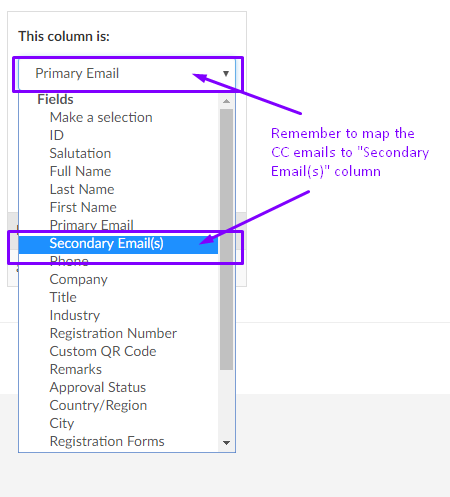 This column is:
Primary Email
Fields
Make a selection
ID
Salutation
Full Name
Last Name
First Name
Primary Email
Secondary Email(s)
Phone
Company
Title
Industry
Registration Number
Custom QR Code
Remarks
Approval Status
Country/Region
City
Registration Forms
Remember to map the
CC emails to "Secondary
Email(s)" column